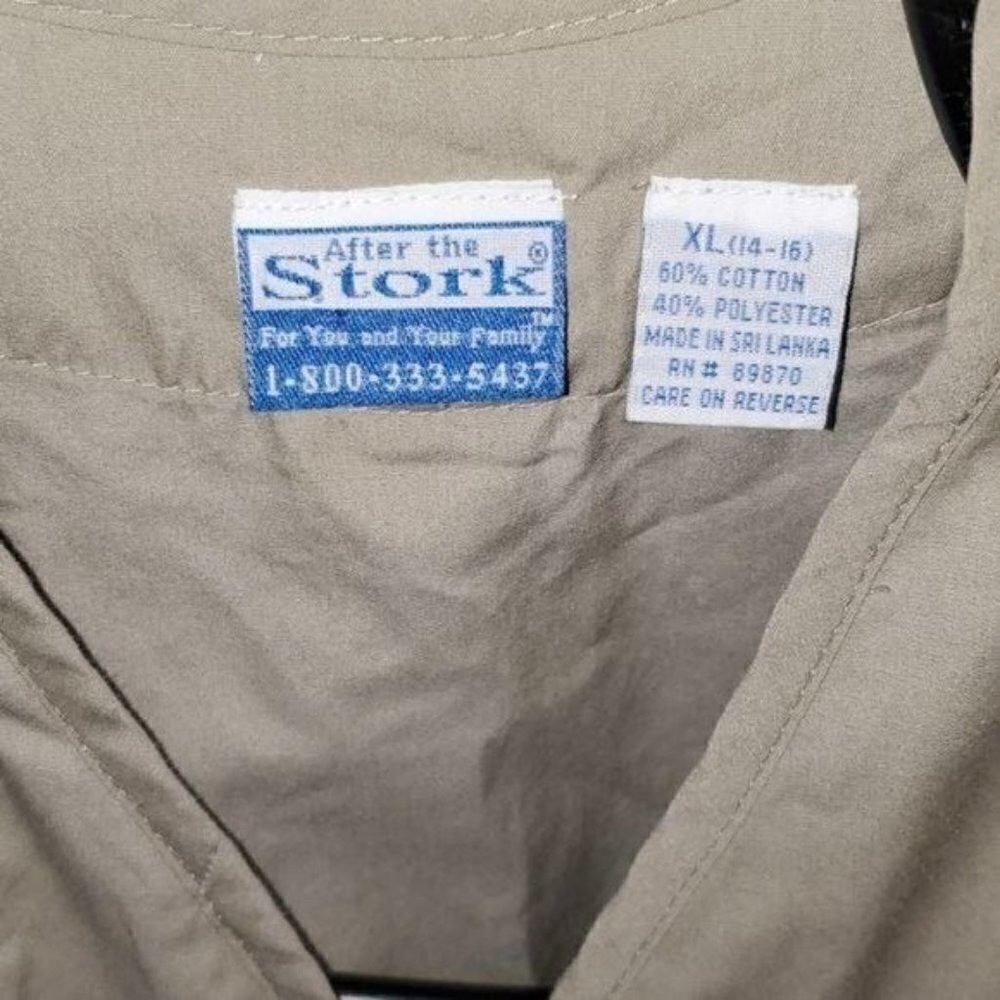 After the
Stork®
For You and Your Family™
1-800-333-5437
XL (14-16)
60% COTTON
40% POLYESTER
MADE IN SRI LANKA
RN # 89870
CARE ON REVERSE